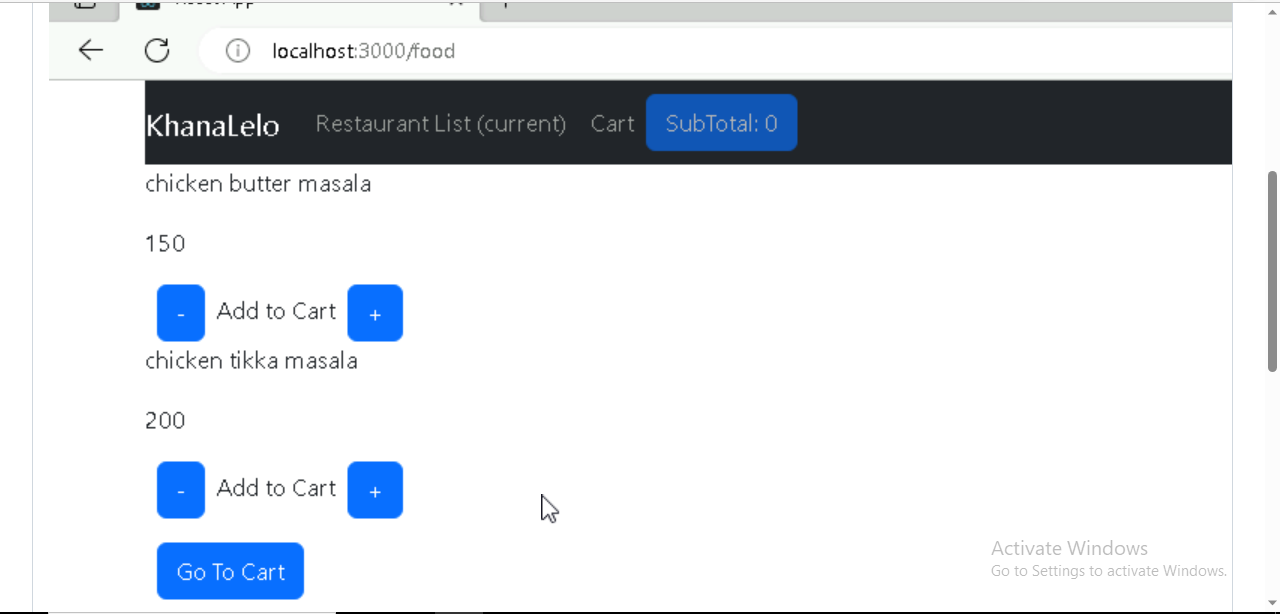 localhost:3000/food
KhanaLelo Restaurant List (current) Cart SubTotal: 0
chicken butter masala
150
- Add to Cart +
chicken tikka masala
200
- Add to Cart +
Go To Cart
Activate Windows
Go to Settings to activate Windows.